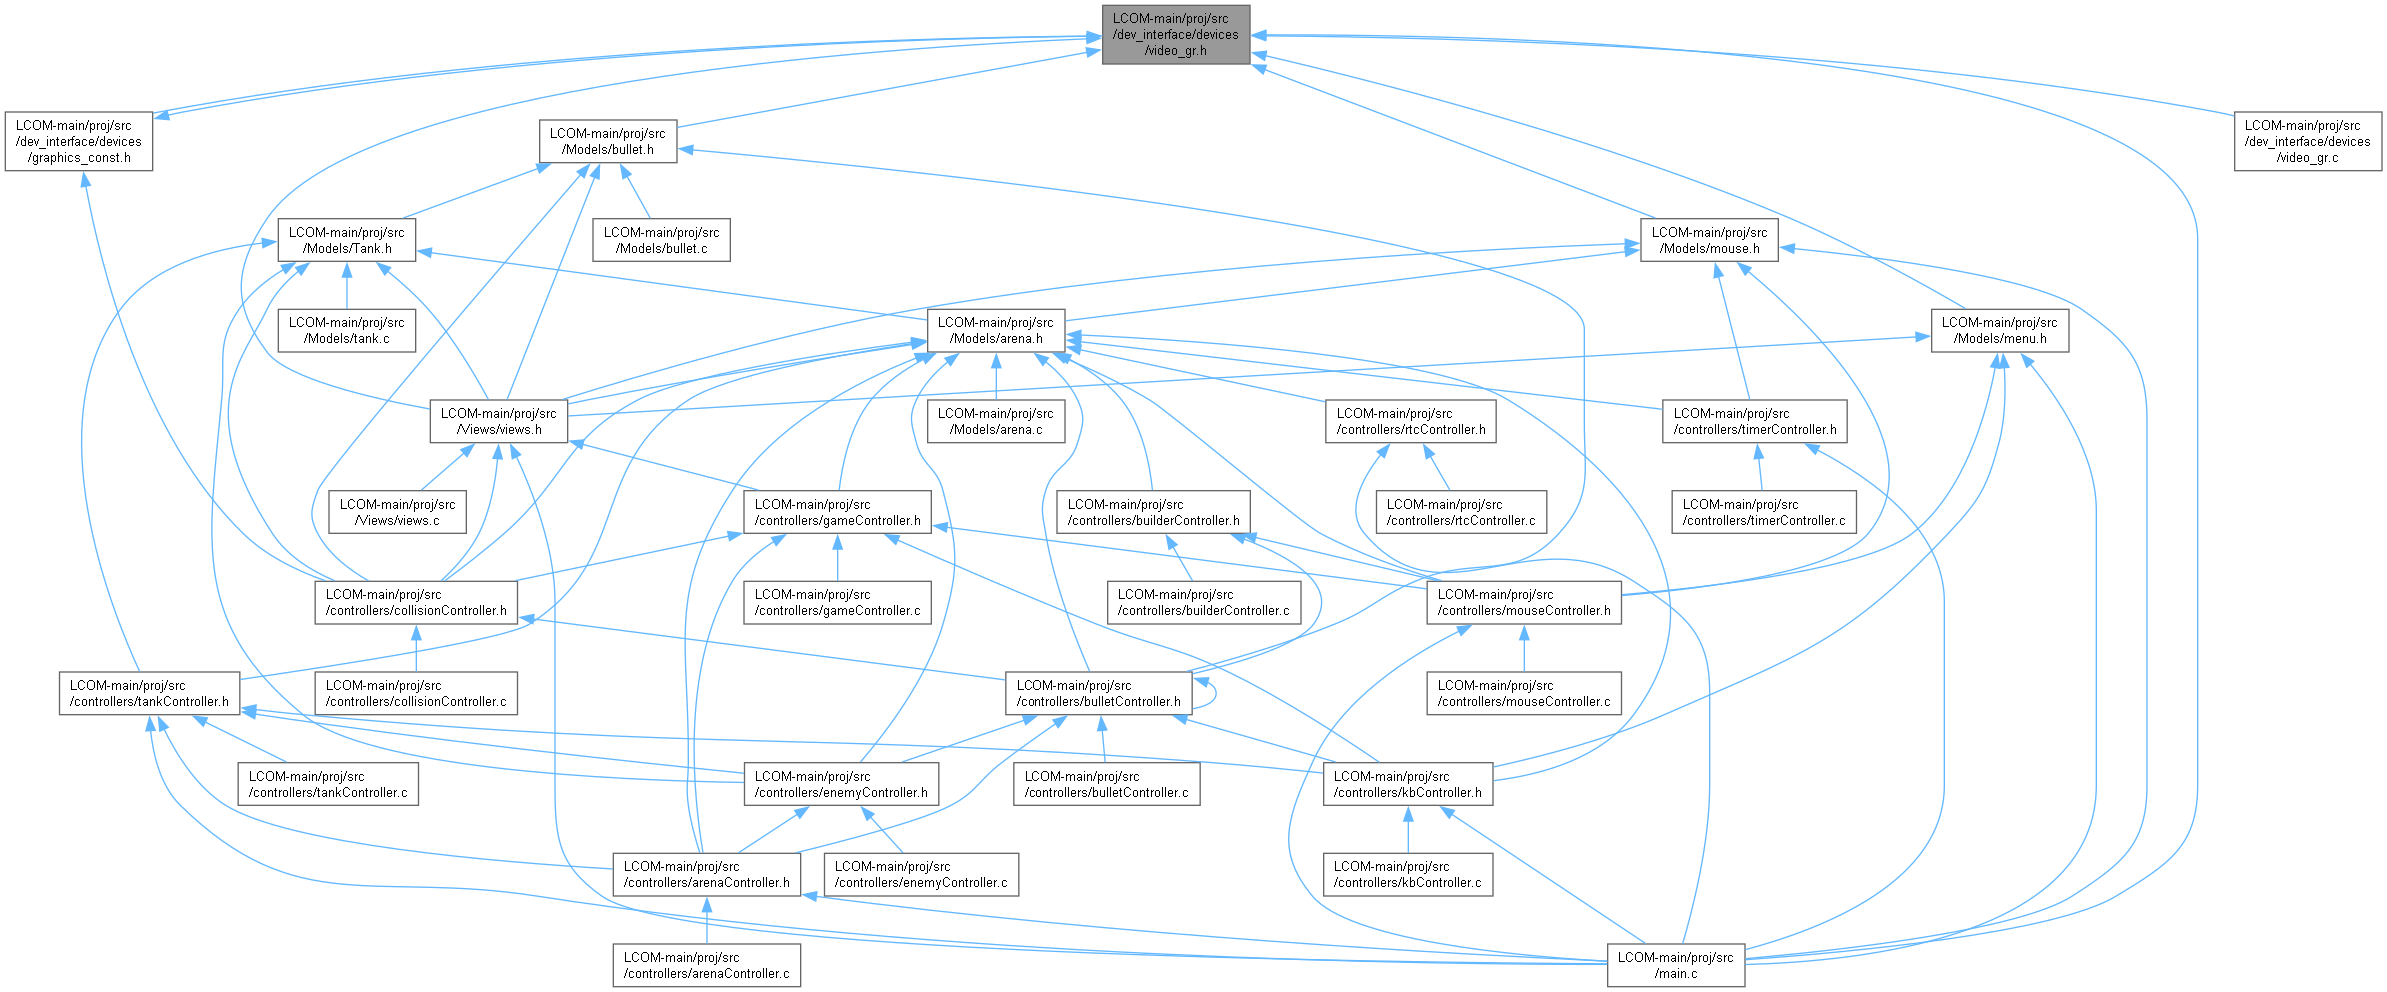 LCOM-main/proj/src
/dev_interface/devices
/video_gr.h
LCOM-main/proj/src
/dev_interface/devices
/graphics_const.h
LCOM-main/proj/src
/Models/bullet.h
LCOM-main/proj/src
/dev_interface/devices
/video_gr.c
LCOM-main/proj/src
/Models/Tank.h
LCOM-main/proj/src
/Models/bullet.c
LCOM-main/proj/src
/Models/mouse.h
LCOM-main/proj/src
/Models/tank.c
LCOM-main/proj/src
/Models/arena.h
LCOM-main/proj/src
/Models/menu.h
LCOM-main/proj/src
/Views/views.h
LCOM-main/proj/src
/Models/arena.c
LCOM-main/proj/src
/controllers/rtcController.h
LCOM-main/proj/src
/controllers/timerController.h
LCOM-main/proj/src
/Views/views.c
LCOM-main/proj/src
/controllers/gameController.h
LCOM-main/proj/src
/controllers/builderController.h
LCOM-main/proj/src
/controllers/rtcController.c
LCOM-main/proj/src
/controllers/timerController.c
LCOM-main/proj/src
/controllers/collisionController.h
LCOM-main/proj/src
/controllers/gameController.c
LCOM-main/proj/src
/controllers/builderController.c
LCOM-main/proj/src
/controllers/mouseController.h
LCOM-main/proj/src
/controllers/tankController.h
LCOM-main/proj/src
/controllers/collisionController.c
LCOM-main/proj/src
/controllers/bulletController.h
LCOM-main/proj/src
/controllers/mouseController.c
LCOM-main/proj/src
/controllers/tankController.c
LCOM-main/proj/src
/controllers/enemyController.h
LCOM-main/proj/src
/controllers/bulletController.c
LCOM-main/proj/src
/controllers/kbController.h
LCOM-main/proj/src
/controllers/arenaController.h
LCOM-main/proj/src
/controllers/enemyController.c
LCOM-main/proj/src
/controllers/kbController.c
LCOM-main/proj/src
/controllers/arenaController.c
LCOM-main/proj/src
/main.c